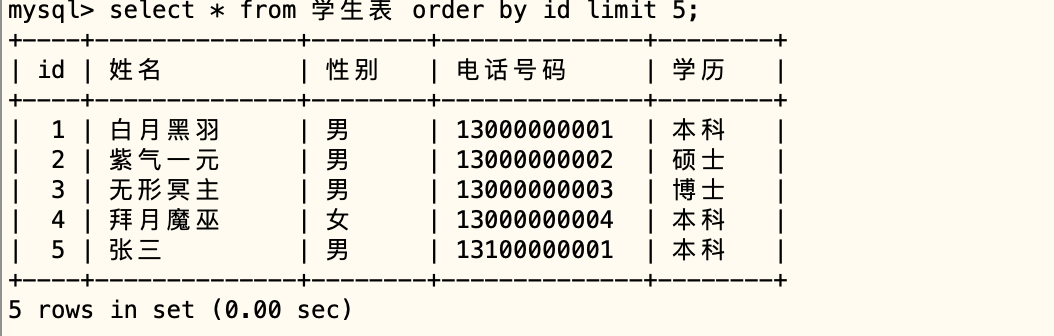 mysql> select * from 学生表 order by id limit 5;
+----+--------------+--------+--------------+--------+
| id | 姓名 | 性别 | 电话号码 | 学历 |
+----+--------------+--------+--------------+--------+
| 1 | 白月黑羽 | 男 | 13000000001 | 本科 |
| 2 | 紫气一元 | 男 | 13000000002 | 硕士 |
| 3 | 无形冥主 | 男 | 13000000003 | 博士 |
| 4 | 拜月魔巫 | 女 | 13000000004 | 本科 |
| 5 | 张三 | 男 | 13100000001 | 本科 |
+----+--------------+--------+--------------+--------+
5 rows in set (0.00 sec)